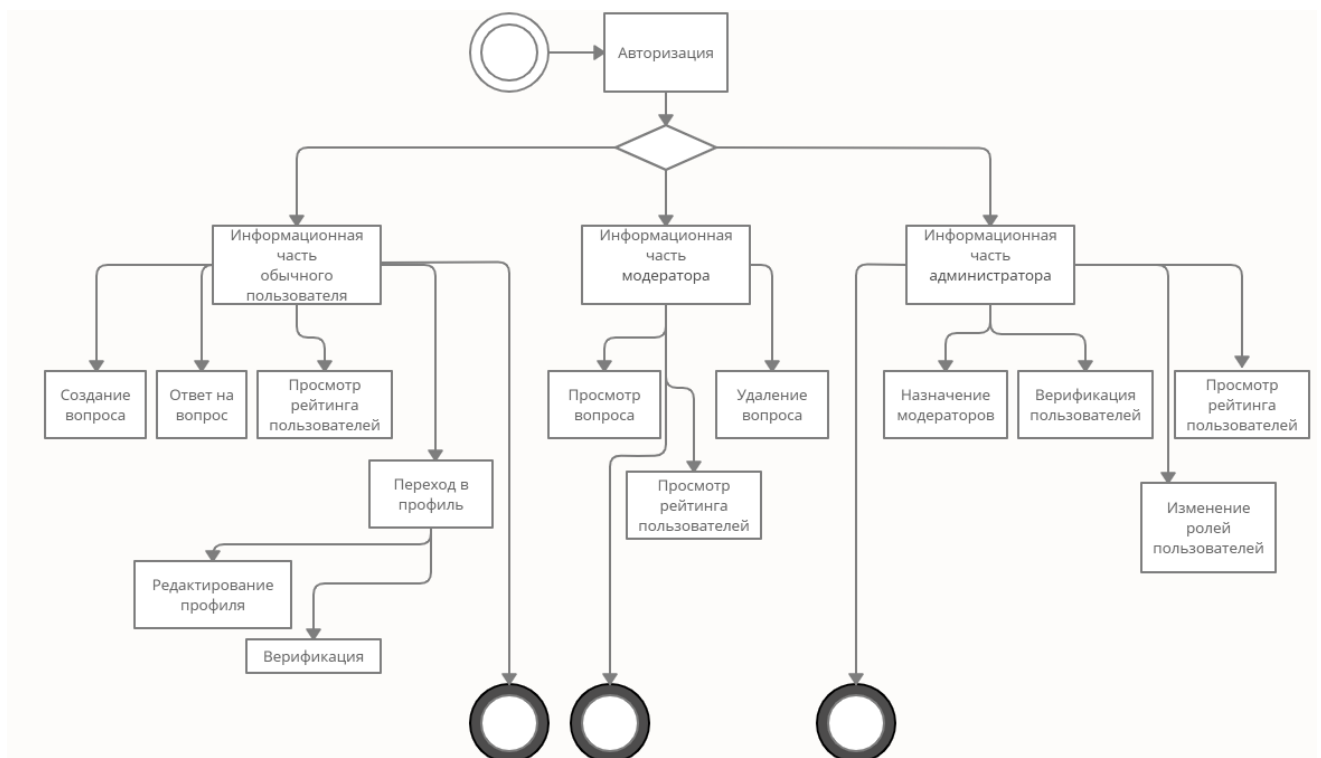 Авторизация
Информационная
часть
обычного
пользователя
Информационная
часть
модератора
Информационная
часть
администратора
Создание
вопроса
Ответ на
вопрос
Просмотр
рейтинга
пользователей
Просмотр
вопроса
Удаление
вопроса
Назначение
модераторов
Верификация
пользователей
Просмотр
рейтинга
пользователей
Переход в
профиль
Просмотр
рейтинга
пользователей
Изменение
ролей
пользователей
Редактирование
профиля
Верификация